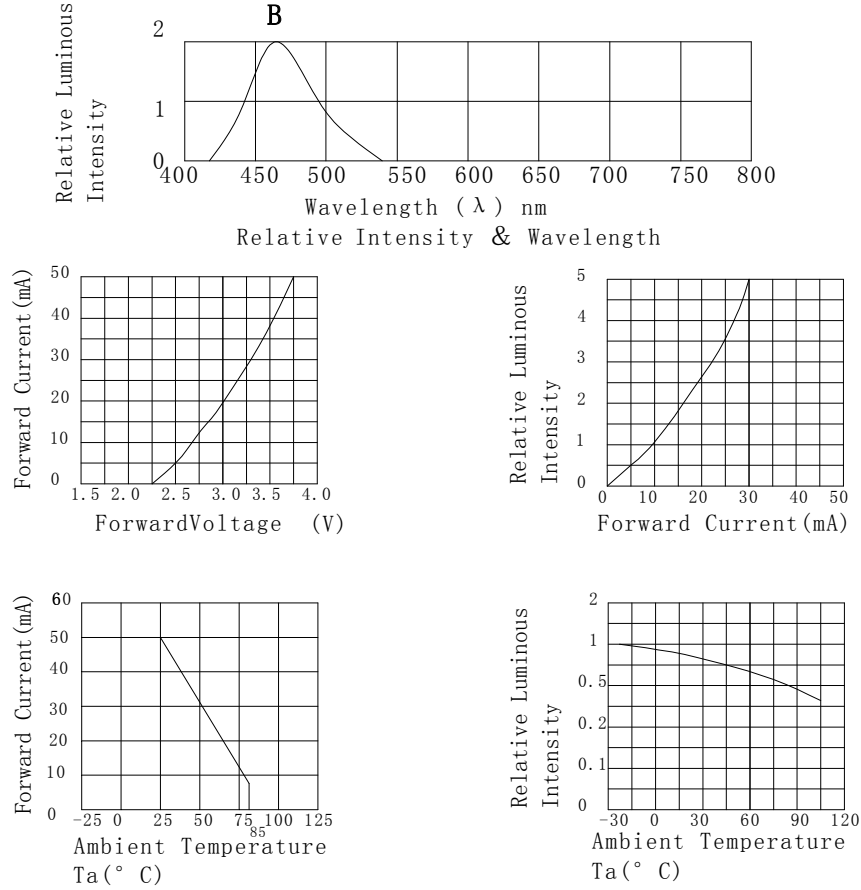 B
Relative Luminous
Intensity
2
1
0
400 450 500 550 600 650 700 750 800
Wavelength (λ) nm
Relative Intensity & Wavelength
Forward Current(mA)
50
40
30
20
10
0
1.5 2.0 2.5 3.0 3.5 4.0
ForwardVoltage (V)
Relative Luminous
Intensity
5
4
3
2
1
0
0 10 20 30 40 50
Forward Current(mA)
Forward Current(mA)
60
50
40
30
20
10
0
-25 0 25 50 75 100 125
85
Ambient Temperature
Ta(° C)
Relative Luminous
Intensity
2
1
0.5
0.2
0.1
0
-30 0 30 60 90 120
Ambient Temperature
Ta(° C)